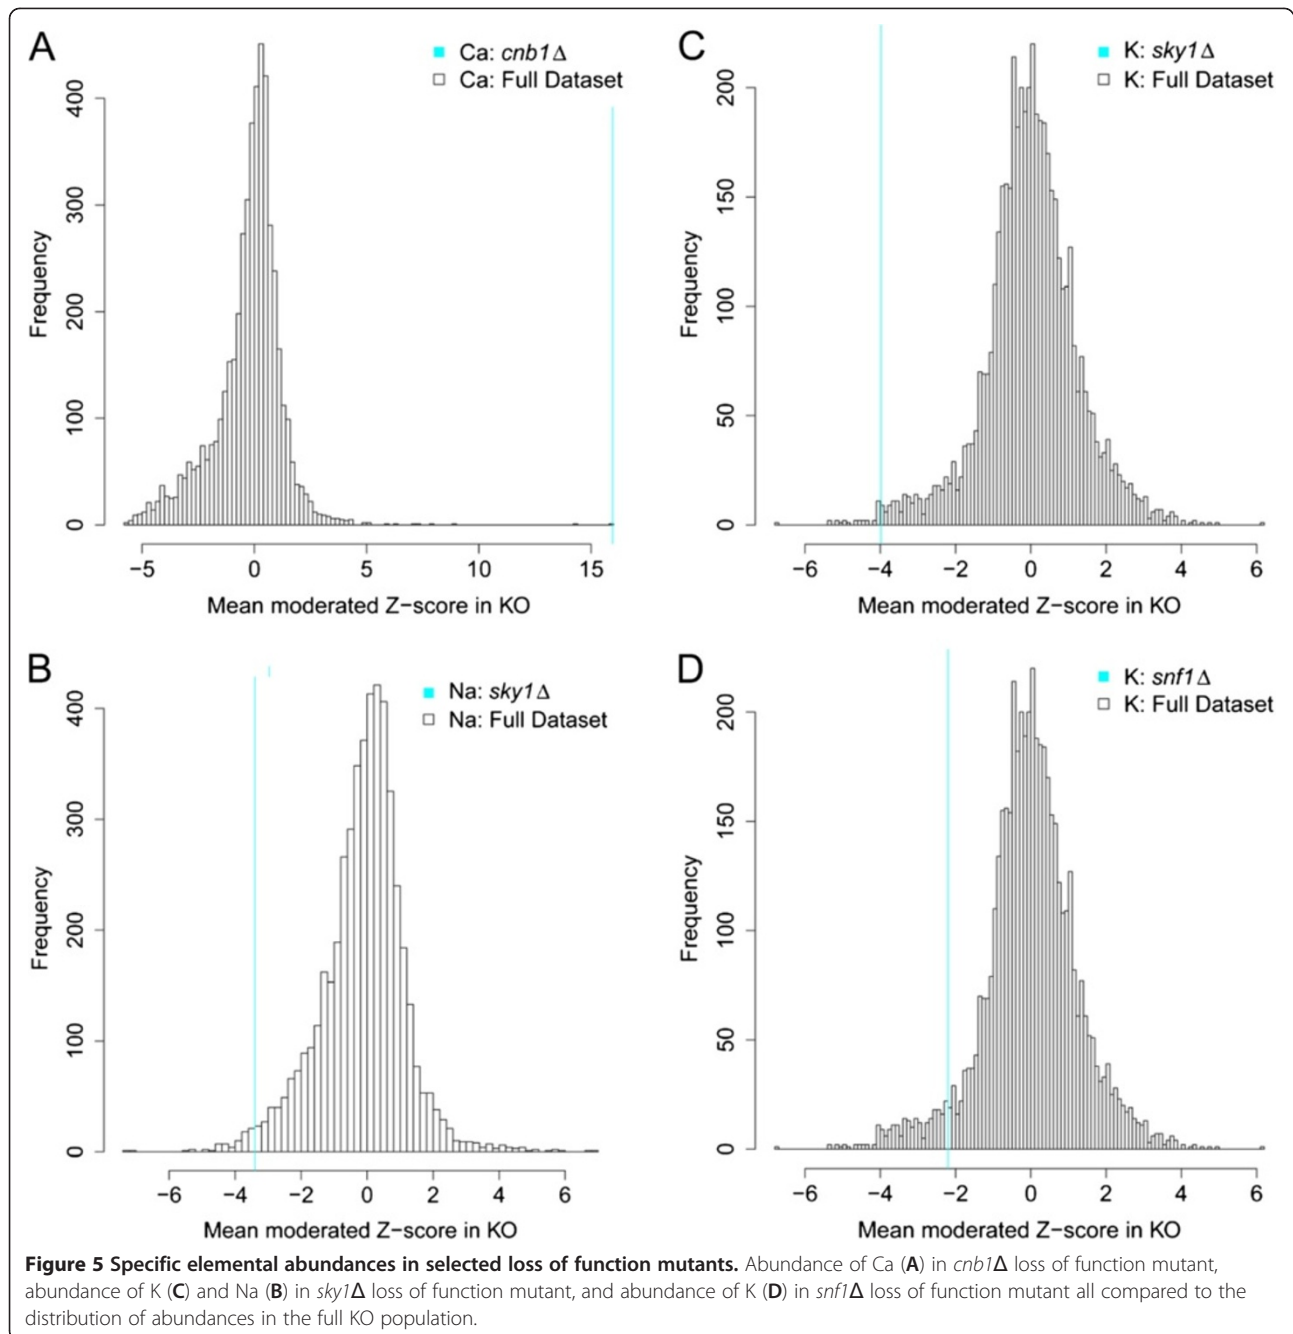 A
Ca: cnb1Δ
Ca: Full Dataset
Frequency
0
100
200
300
400
−5
0
5
10
15
Mean moderated Z−score in KO
C
K: sky1Δ
K: Full Dataset
Frequency
0
50
100
150
200
−6
−4
−2
0
2
4
6
Mean moderated Z−score in KO
B
Na: sky1Δ
Na: Full Dataset
Frequency
0
100
200
300
400
−6
−4
−2
0
2
4
6
Mean moderated Z−score in KO
D
K: snf1Δ
K: Full Dataset
Frequency
0
50
100
150
200
−6
−4
−2
0
2
4
6
Mean moderated Z−score in KO
Figure 5 Specific elemental abundances in selected loss of function mutants. Abundance of Ca (A) in cnb1Δ loss of function mutant,
abundance of K (C) and Na (B) in sky1Δ loss of function mutant, and abundance of K (D) in snf1Δ loss of function mutant all compared to the
distribution of abundances in the full KO population.